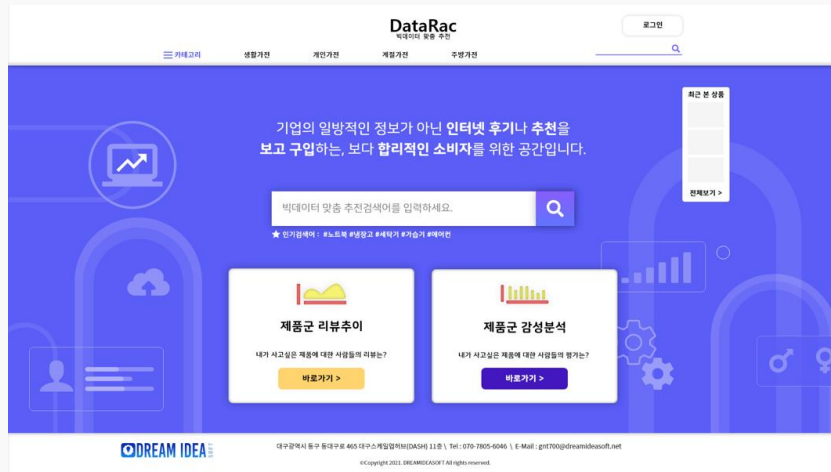 DataRac
빅데이터 맞춤 추천
로그인
카테고리
생활가전
개인가전
계절가전
주방가전
최근 본 상품
전체보기 >
기업의 일방적인 정보가 아닌 인터넷 후기나 추천을
보고 구입하는, 보다 합리적인 소비자를 위한 공간입니다.
빅데이터 맞춤 추천검색어를 입력하세요.
인기검색어 : #노트북 #냉장고 #세탁기 #가습기 #에어컨
제품군 리뷰추이
내가 사고싶은 제품에 대한 사람들의 리뷰는?
바로가기 >
제품군 감성분석
내가 사고싶은 제품에 대한 사람들의 평가는?
바로가기 >
DREAM IDEA SOFT
대구광역시 동구 동대구로 465 대구스케일업허브(DASH) 11층 \ Tel : 070-7805-6046 \ E-Mail : gnt700@dreamideasoft.net
©Copyright 2021. DREAMIDEASOFT All rights reserved.